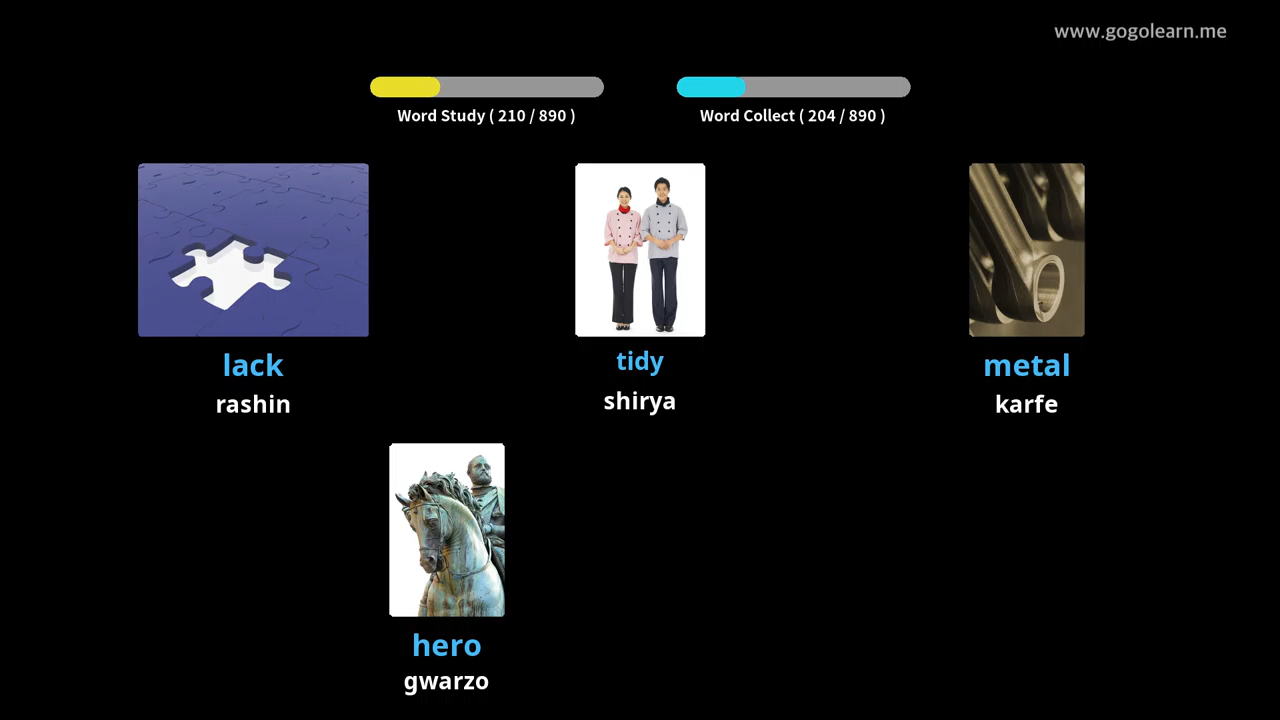 www.gogolearn.me
Word Study ( 210 / 890 )
Word Collect ( 204 / 890 )
lack
rashin
tidy
shirya
metal
karfe
hero
gwarzo